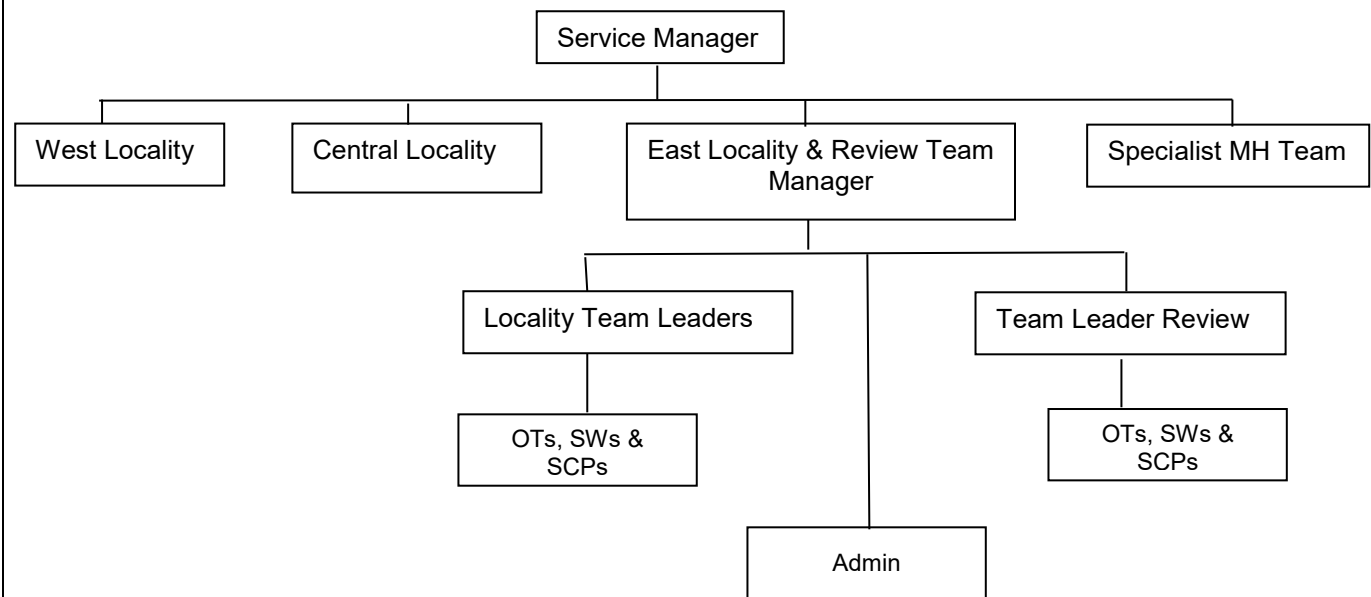 Service Manager
West Locality
Central Locality
East Locality & Review Team
Manager
Specialist MH Team
Locality Team Leaders
Team Leader Review
OTs, SWs &
SCPs
OTs, SWs &
SCPs
Admin